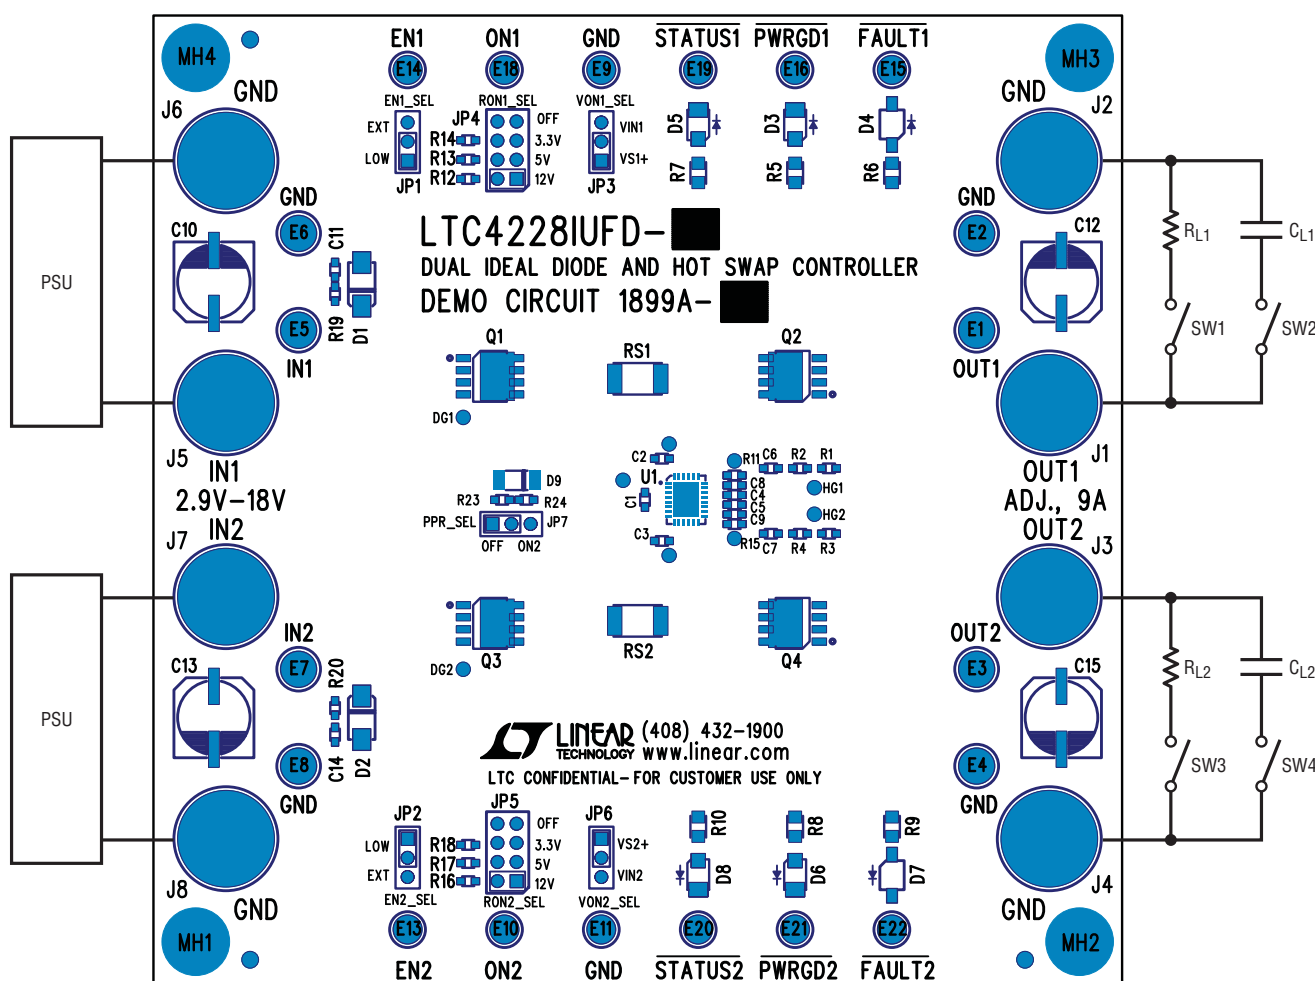 EN1 ON1 GND STATUS1 PWRGD1 FAULT1
MH4 E14 E18 E9 E19 E16 E15 MH3
J6 GND EN1_SEL RON1_SEL VON1_SEL GND J2
EXT LOW JP1
JP4 OFF 3.3V 5V 12V
R14 R13 R12
VIN1 VS1+ JP3
D5 D3 D4
R7 R5 R6
PSU
GND E6 C10 C11
R19 D1
E5 IN1
LTC4228IUFD-
DUAL IDEAL DIODE AND HOT SWAP CONTROLLER
DEMO CIRCUIT 1899A-
GND E2 C12
E1 OUT1
RL1 CL1
SW1 SW2
Q1 RS1 Q2
DG1
J5 IN1
2.9V-18V
J7 IN2
C2 R11 C6 R2 R1
U1 C8 C4 C5 C9 C1
HG1
HG2
C3 R15 C7 R4 R3
D9
R23 R24
PPR_SEL JP7
OFF ON2
J1 OUT1
ADJ., 9A
OUT2 J3
Q3 RS2 Q4
DG2
PSU
IN2 E7 C13 R20
C14 D2
E8 GND
OUT2 E3 C15
E4 GND
RL2 CL2
SW3 SW4
LINEAR (408) 432-1900
TECHNOLOGY www.linear.com
LTC CONFIDENTIAL-FOR CUSTOMER USE ONLY
JP2 LOW EXT
JP5 OFF 3.3V 5V 12V
R18 R17 R16
JP6 VS2+ VIN2
R10 R8 R9
D8 D6 D7
J8 GND EN2_SEL RON2_SEL VON2_SEL GND J4
MH1 E13 E10 E11 E20 E21 E22 MH2
EN2 ON2 GND STATUS2 PWRGD2 FAULT2